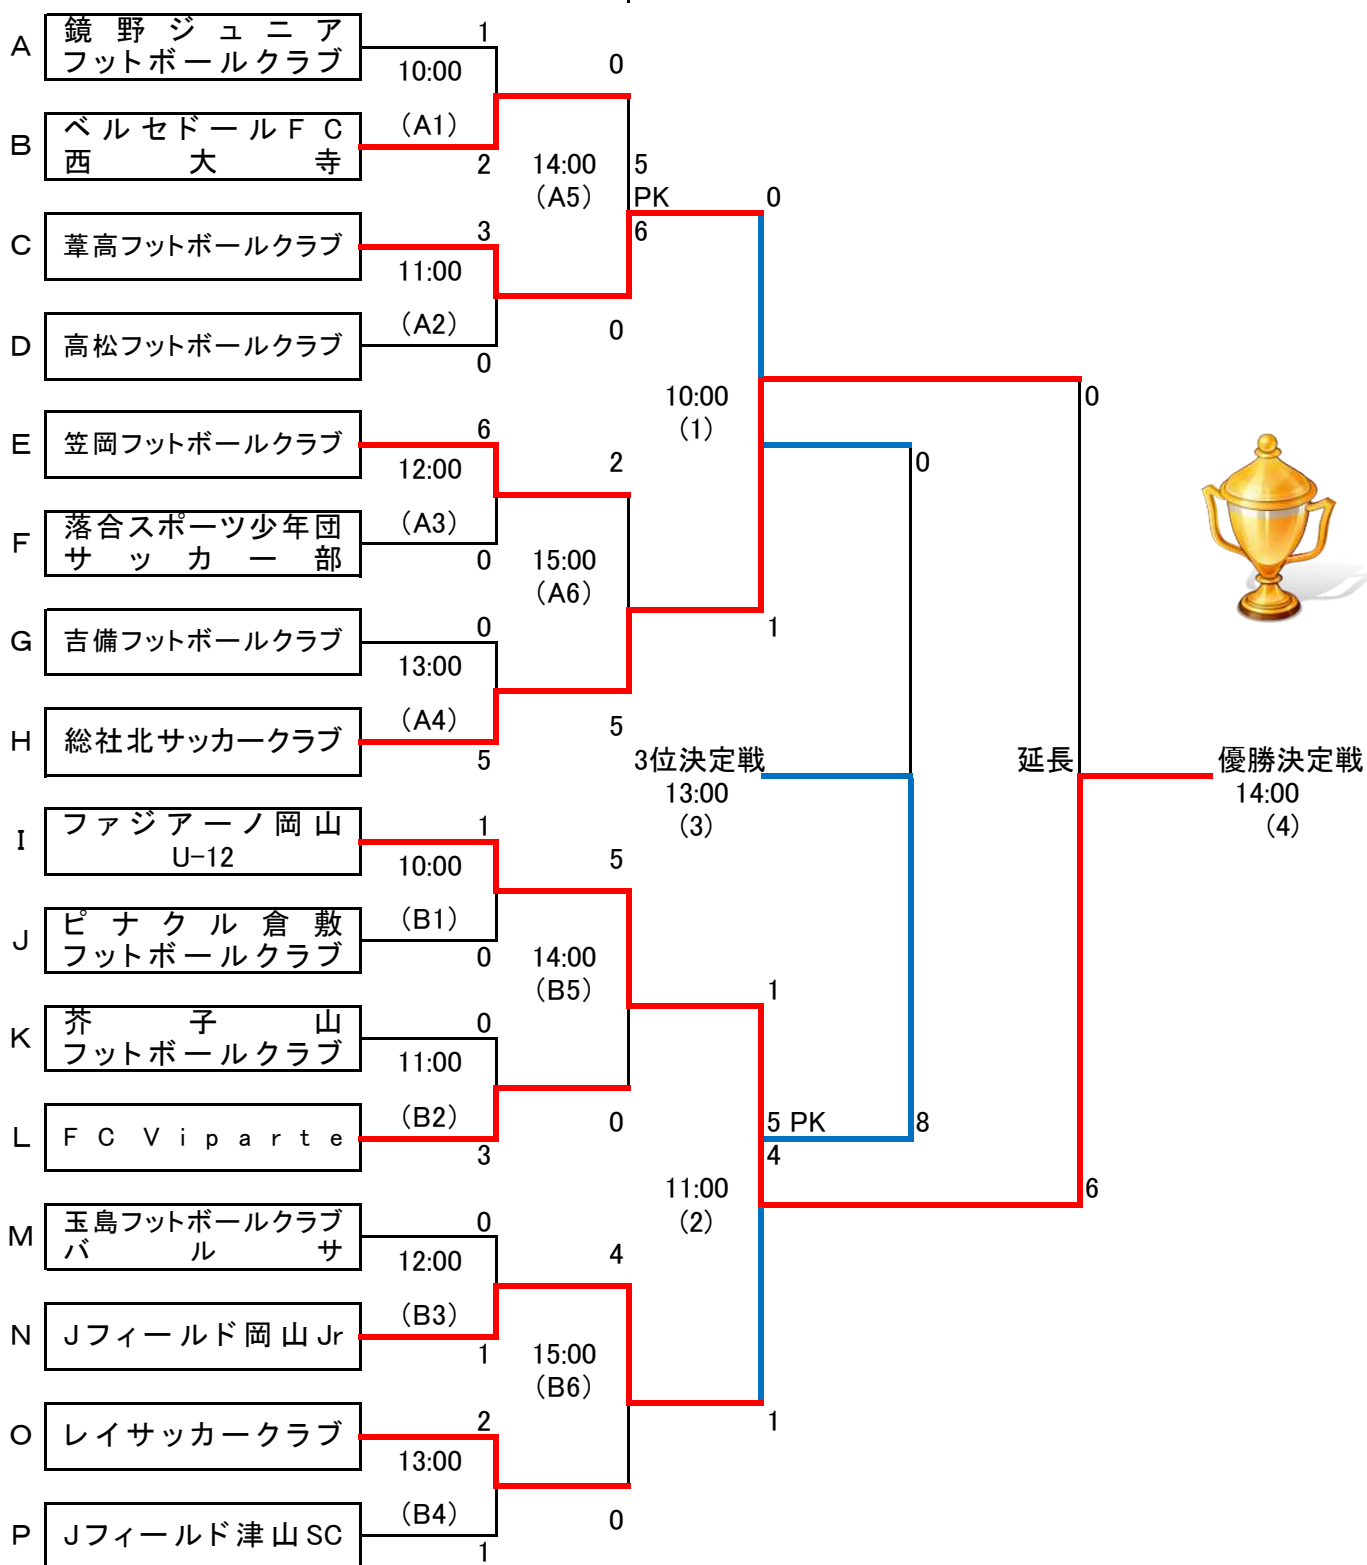 A
鏡野ジュニア
フットボールクラブ
1
10:00
(A1)
0
B
ベルセドールFC
西大寺
2
14:00
(A5)
5
PK
6
0
C
葦高フットボールクラブ
3
11:00
(A2)
0
D
高松フットボールクラブ
0
10:00
(1)
0
E
笠岡フットボールクラブ
6
12:00
(A3)
2
0
F
落合スポーツ少年団
サッカー部
0
15:00
(A6)
G
吉備フットボールクラブ
0
13:00
(A4)
1
H
総社北サッカークラブ
5
5
3位決定戦
13:00
(3)
延長
優勝決定戦
14:00
(4)
I
ファジアーノ岡山
U-12
1
10:00
(B1)
5
J
ピナクル倉敷
フットボールクラブ
0
14:00
(B5)
1
K
芥子山
フットボールクラブ
0
11:00
(B2)
0
L
FC Viparte
3
5 PK
4
8
11:00
(2)
6
M
玉島フットボールクラブ
バルサ
0
12:00
(B3)
4
N
Jフィールド岡山Jr
1
15:00
(B6)
O
レイサッカークラブ
2
13:00
(B4)
1
P
Jフィールド津山SC
1
0